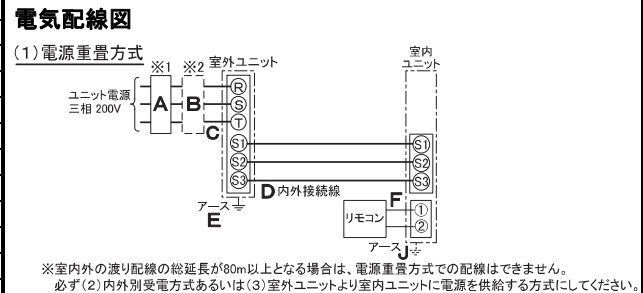 電気配線図
(1)電源重畳方式
※1 ※2 室外ユニット 室内
ユニット
ユニット電源
三相 200V
A B
R
S
T
C
S1 S1
S2 S2
S3 S3
D 内外接続線
F
アース
E
リモコン
①
②
アース J
※室内外の渡り配線の総延長が80m以上となる場合は、電源重畳方式での配線はできません。
必ず(2)内外別受電方式あるいは(3)室外ユニットより室内ユニットに電源を供給する方式にしてください。